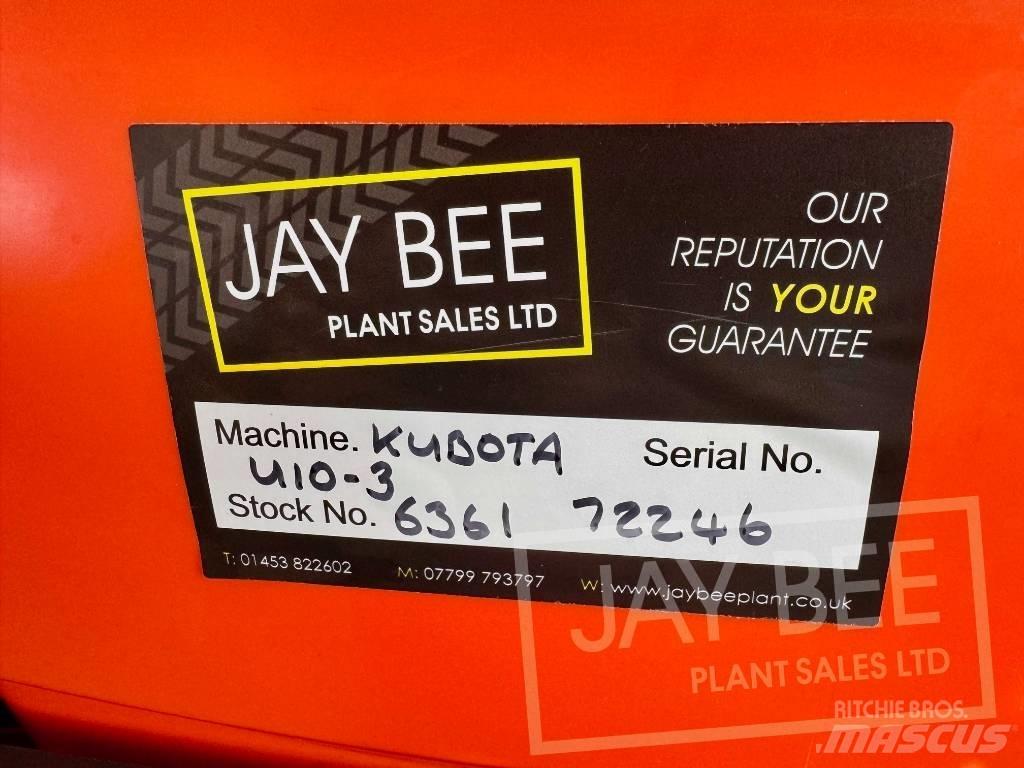 JAY BEE
PLANT SALES LTD
OUR
REPUTATION
IS YOUR
GUARANTEE
Machine. KUBOTA
U10-3
Serial No.
Stock No. 6361 72246
T: 01453 822602 M: 07799 793797 W: www.jaybeeplant.co.uk
JAY BEE
PLANT SALES LTD
RITCHIE BROS.
MASCUS